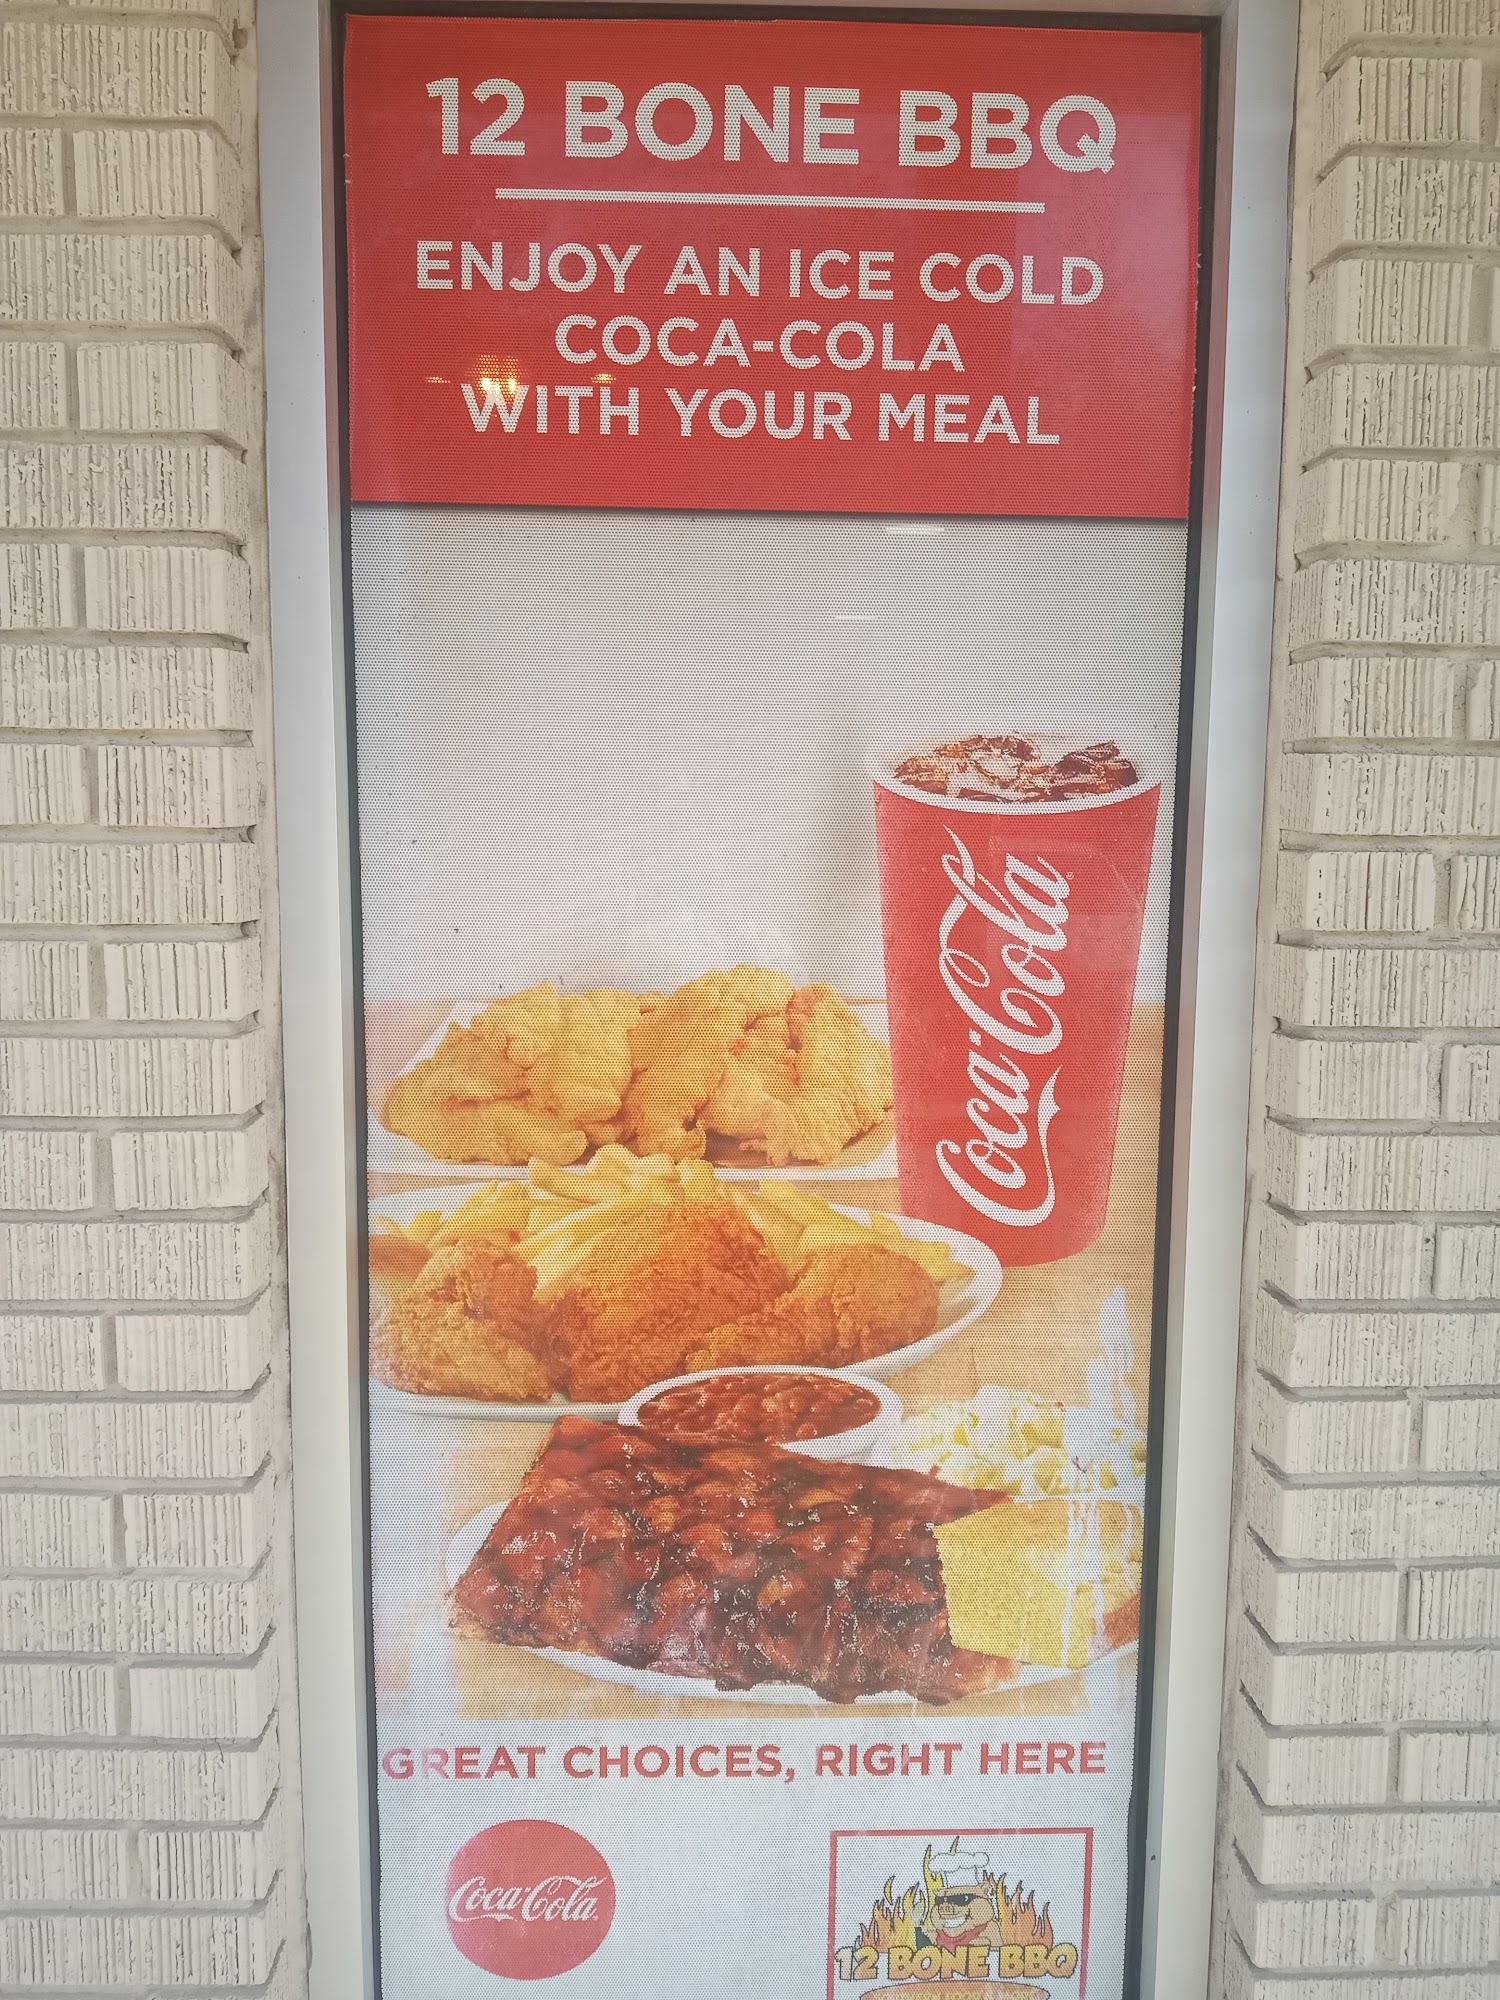 12 BONE BBQ
ENJOY AN ICE COLD
COCA-COLA
WITH YOUR MEAL
Coca-Cola
GREAT CHOICES, RIGHT HERE
Coca-Cola
12 BONE BBQ